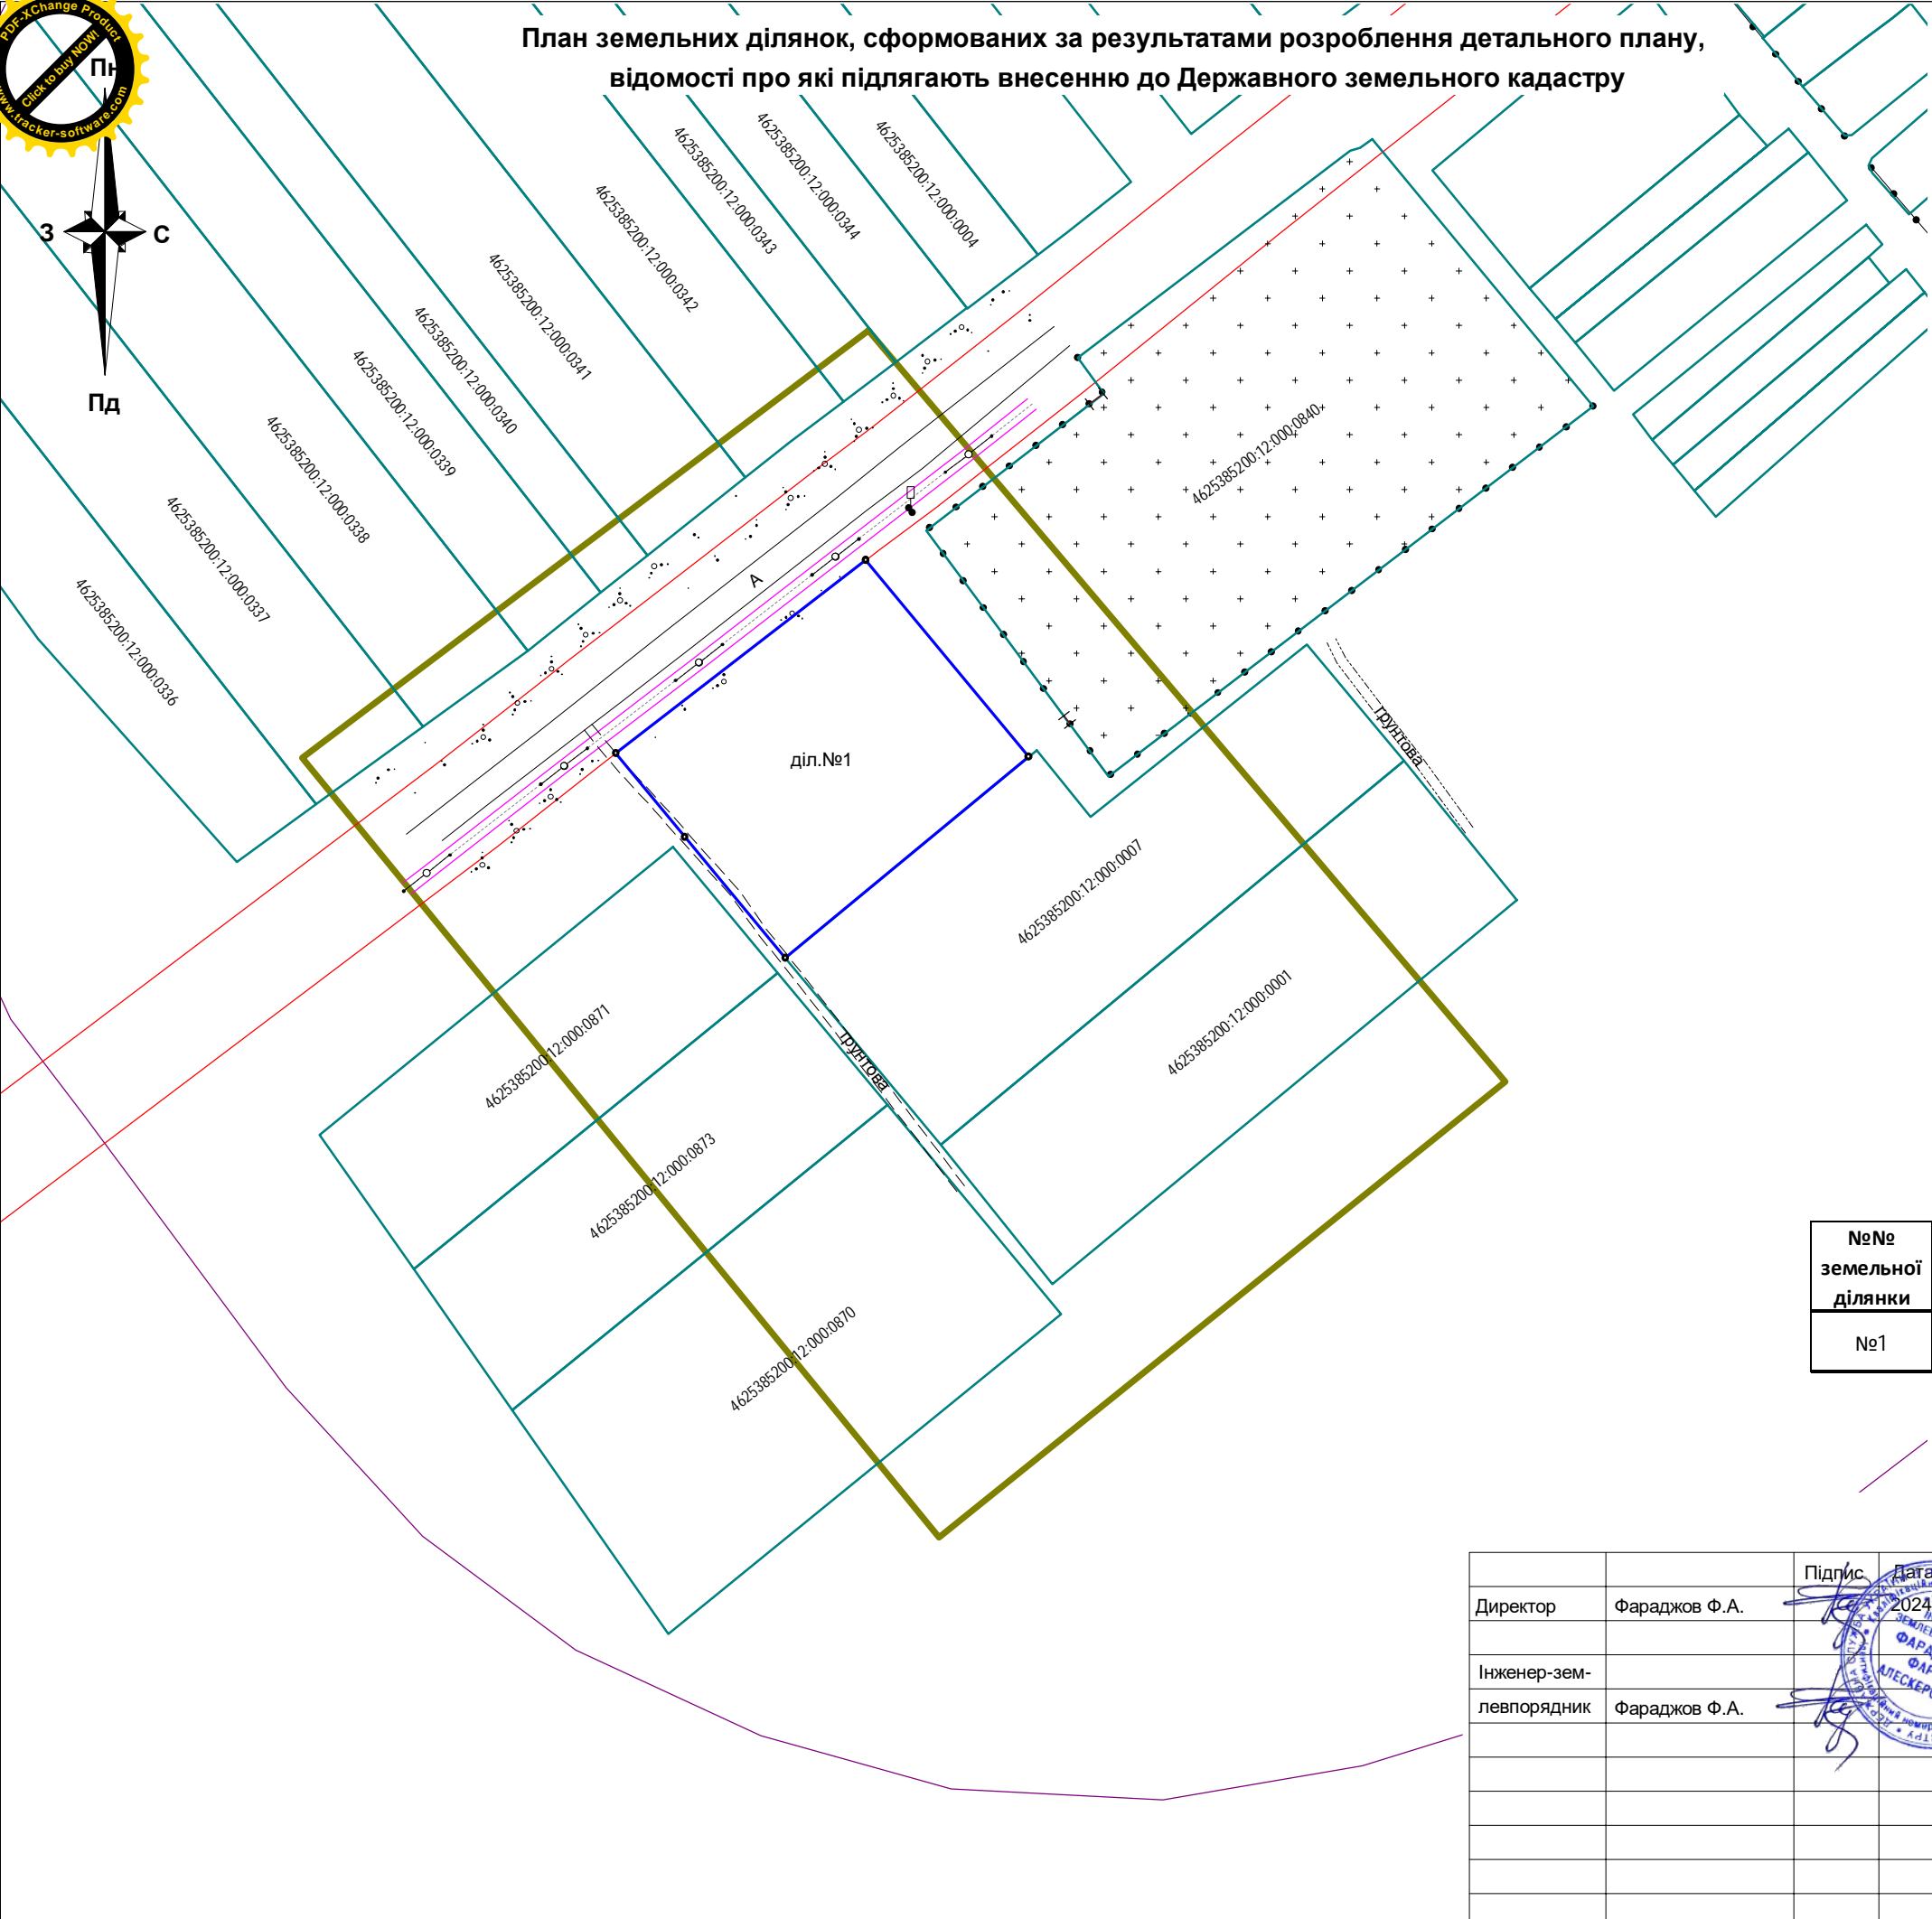 План земельних ділянок, сформованих за результатами розроблення детального плану,
відомості про які підлягають внесенню до Державного земельного кадастру
PDF-XChange Product
Click to buy NOW!
www.tracker-software.com
Пн
З
С
Пд
4625385200:12:000:0004
4625385200:12:000:0344
4625385200:12:000:0343
4625385200:12:000:0342
4625385200:12:000:0341
4625385200:12:000:0340
4625385200:12:000:0339
4625385200:12:000:0338
4625385200:12:000:0337
4625385200:12:000:0336
4625385200:12:000:0840
А
діл.№1
грунтова
4625385200:12:000:0007
4625385200:12:000:0001
4625385200:12:000:0871
грунтова
4625385200:12:000:0873
4625385200:12:000:0870
№№
земельної
ділянки
№1
Підпис Дата
Директор Фараджов Ф.А. 2024
Інженер-зем-
левпорядник Фараджов Ф.А.